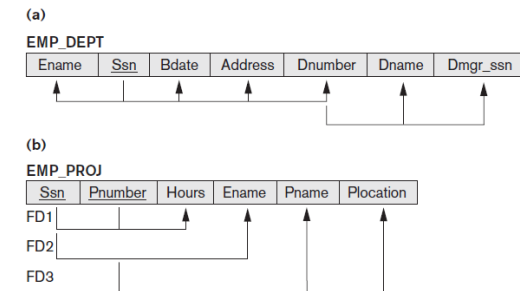 (a)
EMP_DEPT
Ename Ssn Bdate Address Dnumber Dname Dmgr_ssn
(b)
EMP_PROJ
Ssn Pnumber Hours Ename Pname Plocation
FD1
FD2
FD3